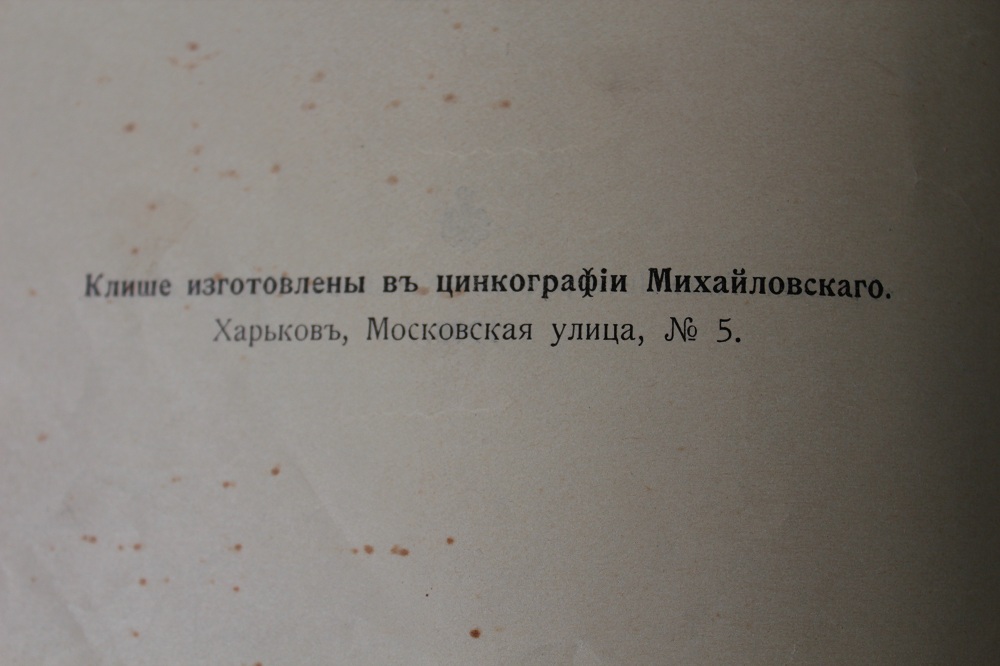 Клише изготовлены въ цинкографіи Михайловскаго.
Харьковъ, Московская улица, № 5.